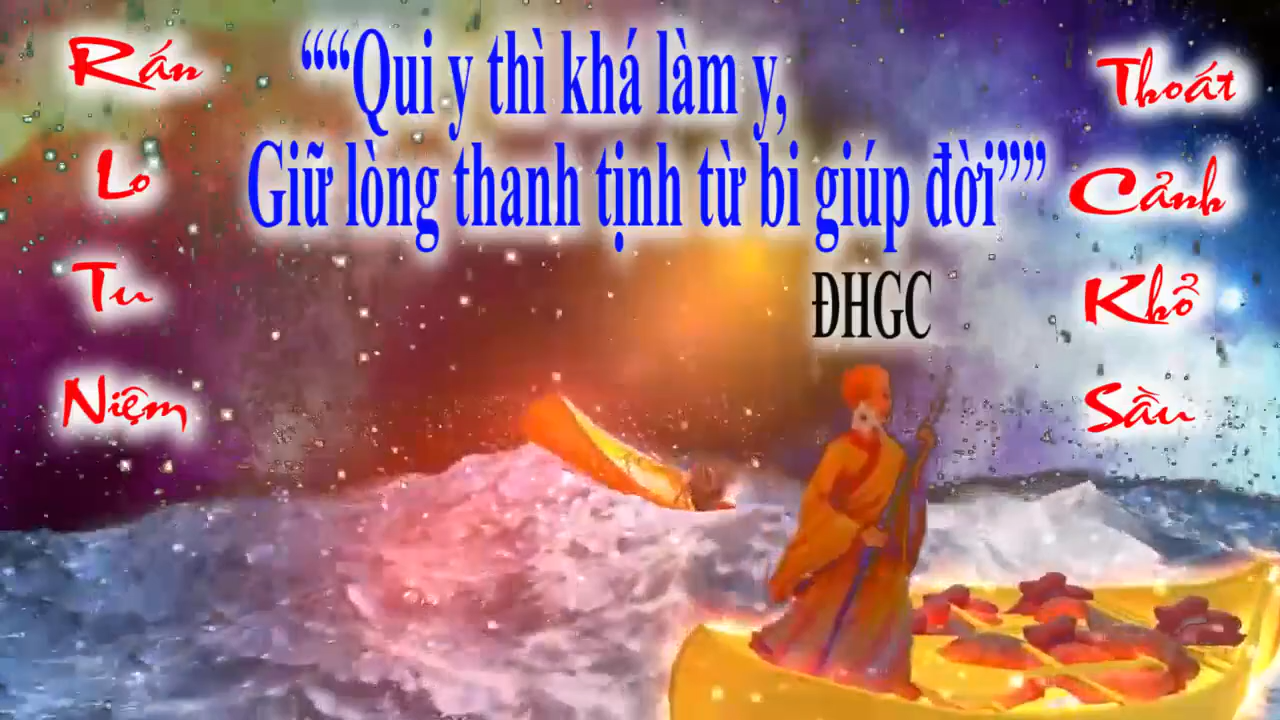 ““Qui y thì khá làm y,
Giữ lòng thanh tịnh từ bi giúp đời””
ĐHGC
Rán
Lo
Tu
Niệm
Thoát
Cảnh
Khổ
Sầu